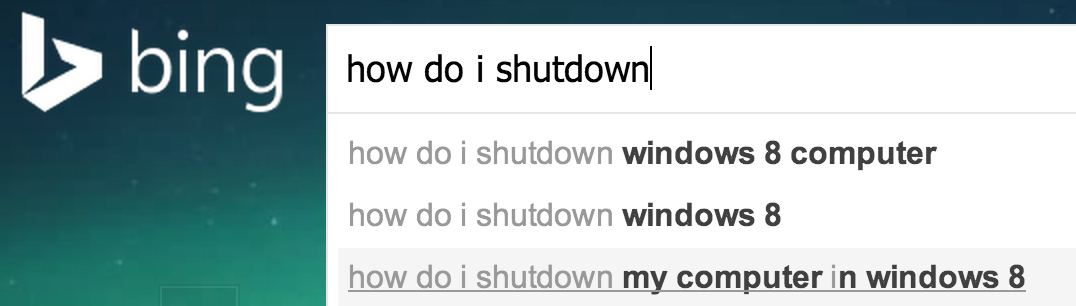 bing
how do i shutdown
how do i shutdown windows 8 computer
how do i shutdown windows 8
how do i shutdown my computer in windows 8